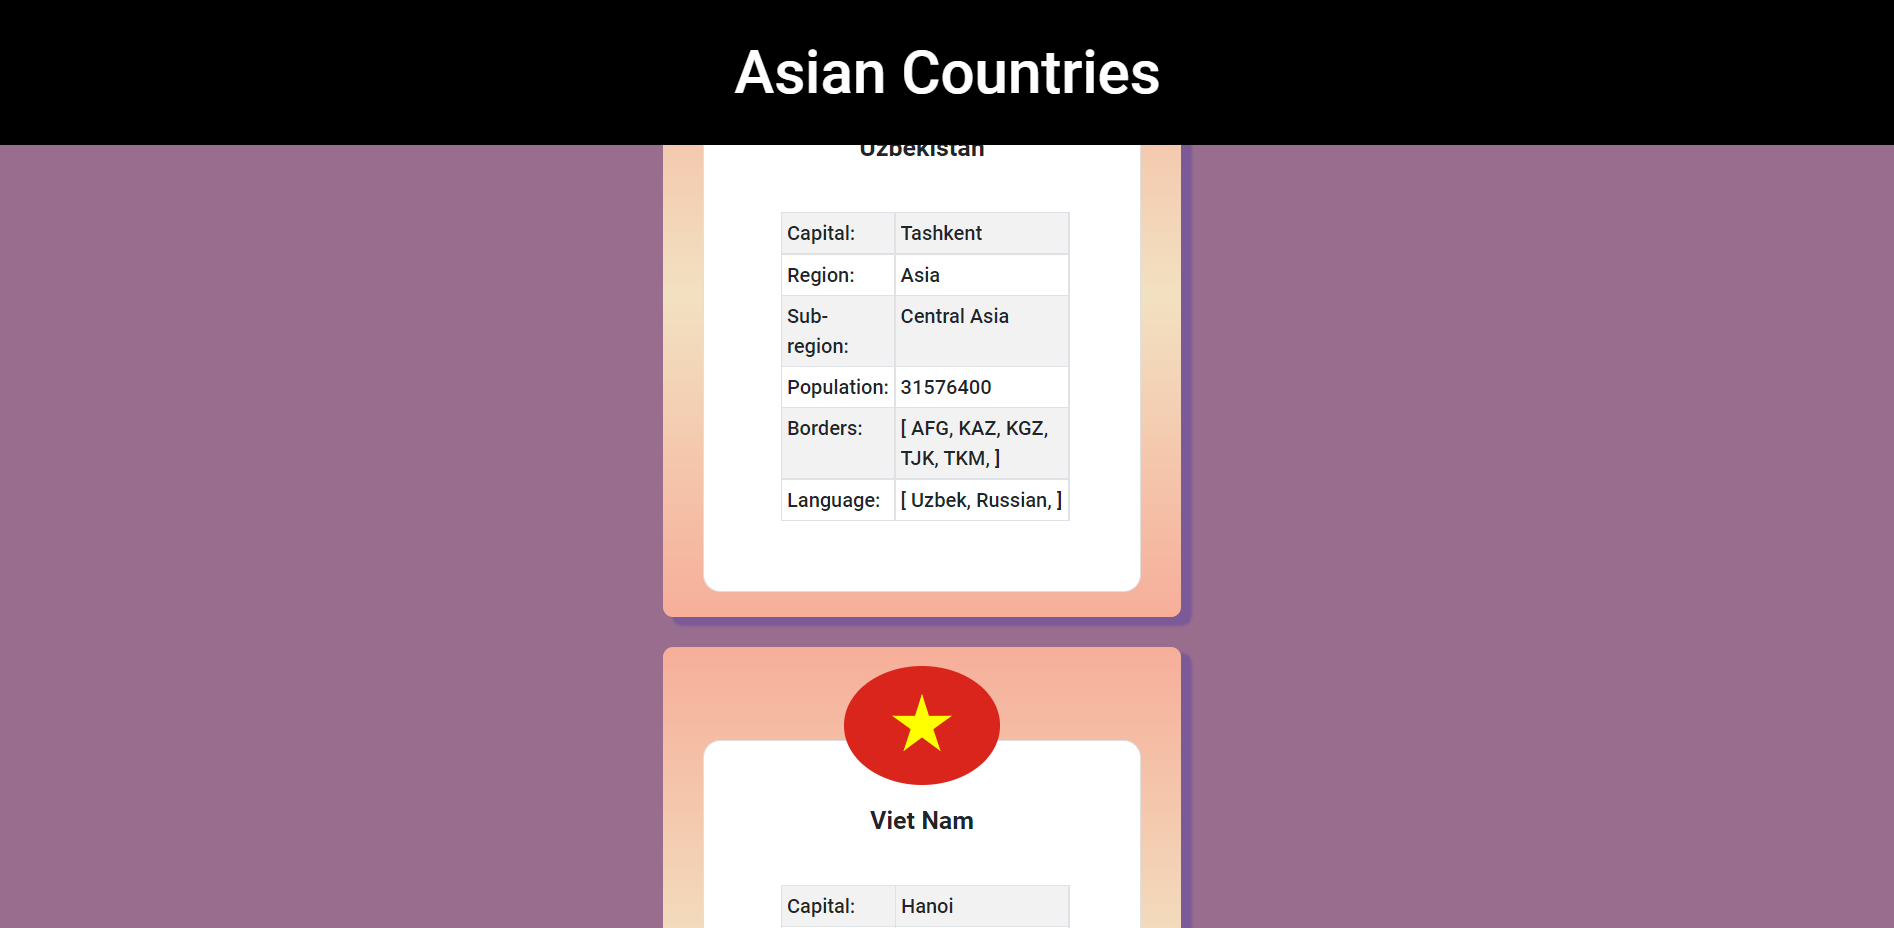 Asian Countries
Uzbekistan
Capital: Tashkent
Region: Asia
Sub- Central Asia
region:
Population: 31576400
Borders: [ AFG, KAZ, KGZ,
TJK, TKM, ]
Language: [ Uzbek, Russian, ]
Viet Nam
Capital: Hanoi